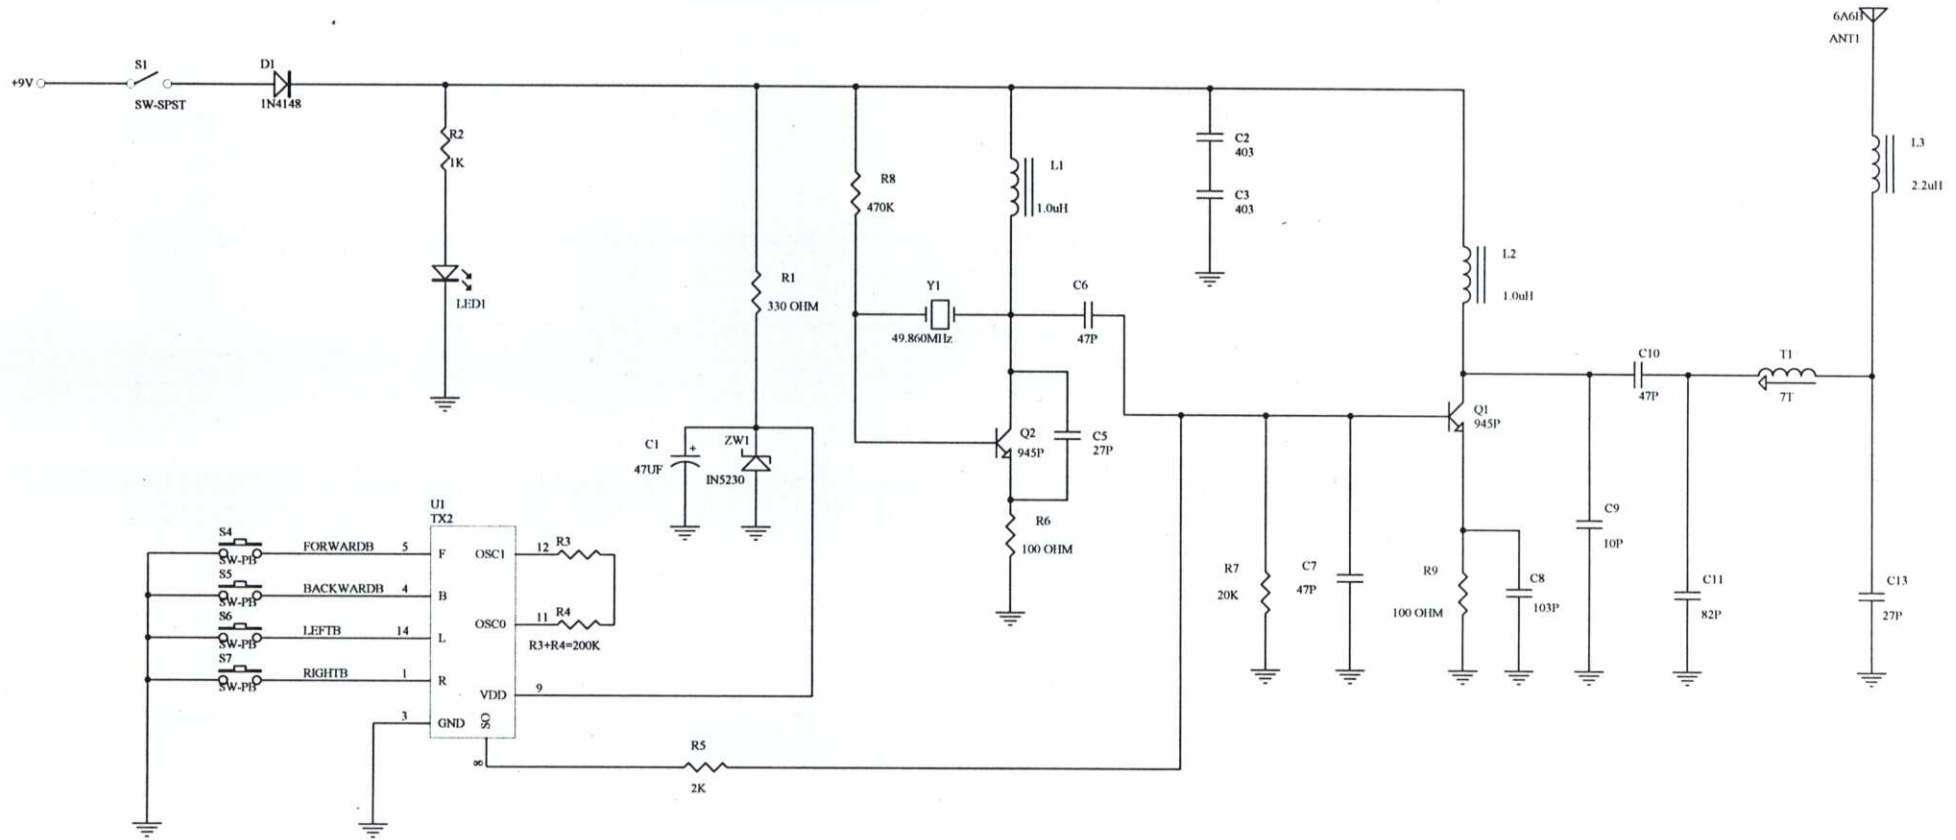 6A6B
ANT1
+9V
S1
SW-SPST
D1
1N4148
R2
1K
LED1
R1
330 OHM
R8
470K
L1
1.0uH
C2
403
C3
403
L2
1.0uH
L3
2.2uH
Y1
49.860MHz
C6
47P
C10
47P
T1
7T
Q2
945P
C5
27P
Q1
945P
C1
+
47UF
ZW1
IN5230
R6
100 OHM
R7
20K
C7
47P
R9
100 OHM
C8
103P
C9
10P
C11
82P
C13
27P
U1
TX2
S4
SW-PB
FORWARDB
5
F
OSC1
12
R3
S5
SW-PB
BACKWARDB
4
B
OSC0
11
R4
R3+R4=200K
S6
SW-PB
LEFTB
14
L
S7
SW-PB
RIGHTB
1
R
VDD
9
3
GND
SO
8
R5
2K